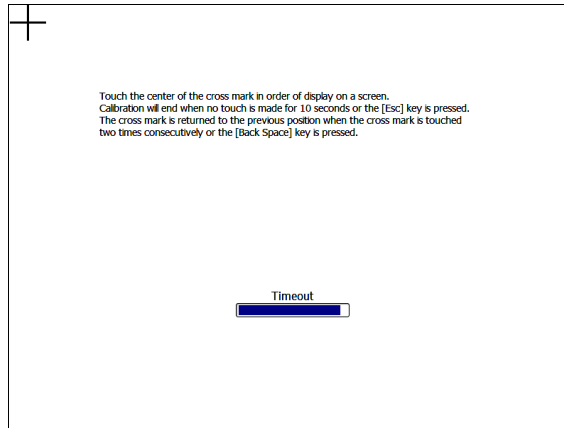 Touch the center of the cross mark in order of display on a screen.
Calibration will end when no touch is made for 10 seconds or the [Esc] key is pressed.
The cross mark is returned to the previous position when the cross mark is touched
two times consecutively or the [Back Space] key is pressed.
Timeout